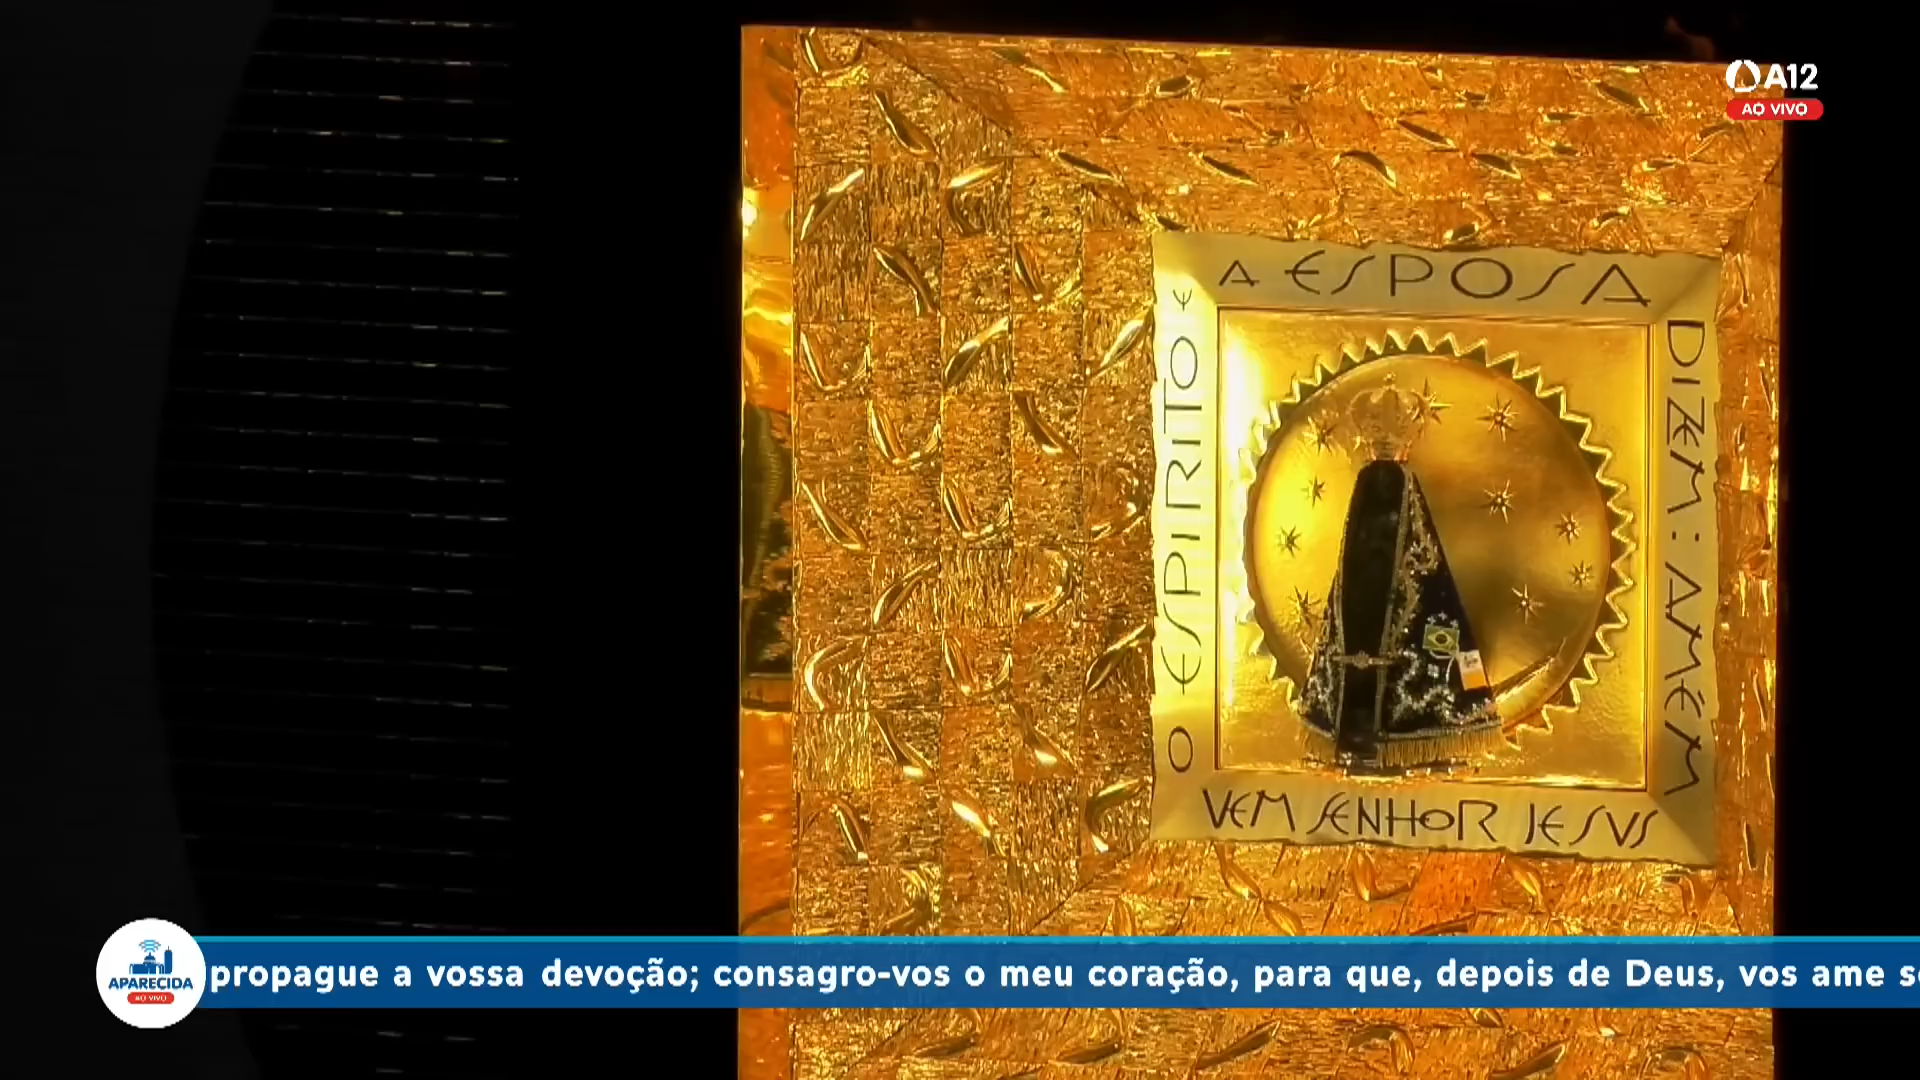 A12
AO VIVO
O ESPIRITO E
A ESPOSA
DIZEM: AMÉM
VEM SENHOR JESUS
APARECIDA
AO VIVO
propague a vossa devoção; consagro-vos o meu coração, para que, depois de Deus, vos ame s